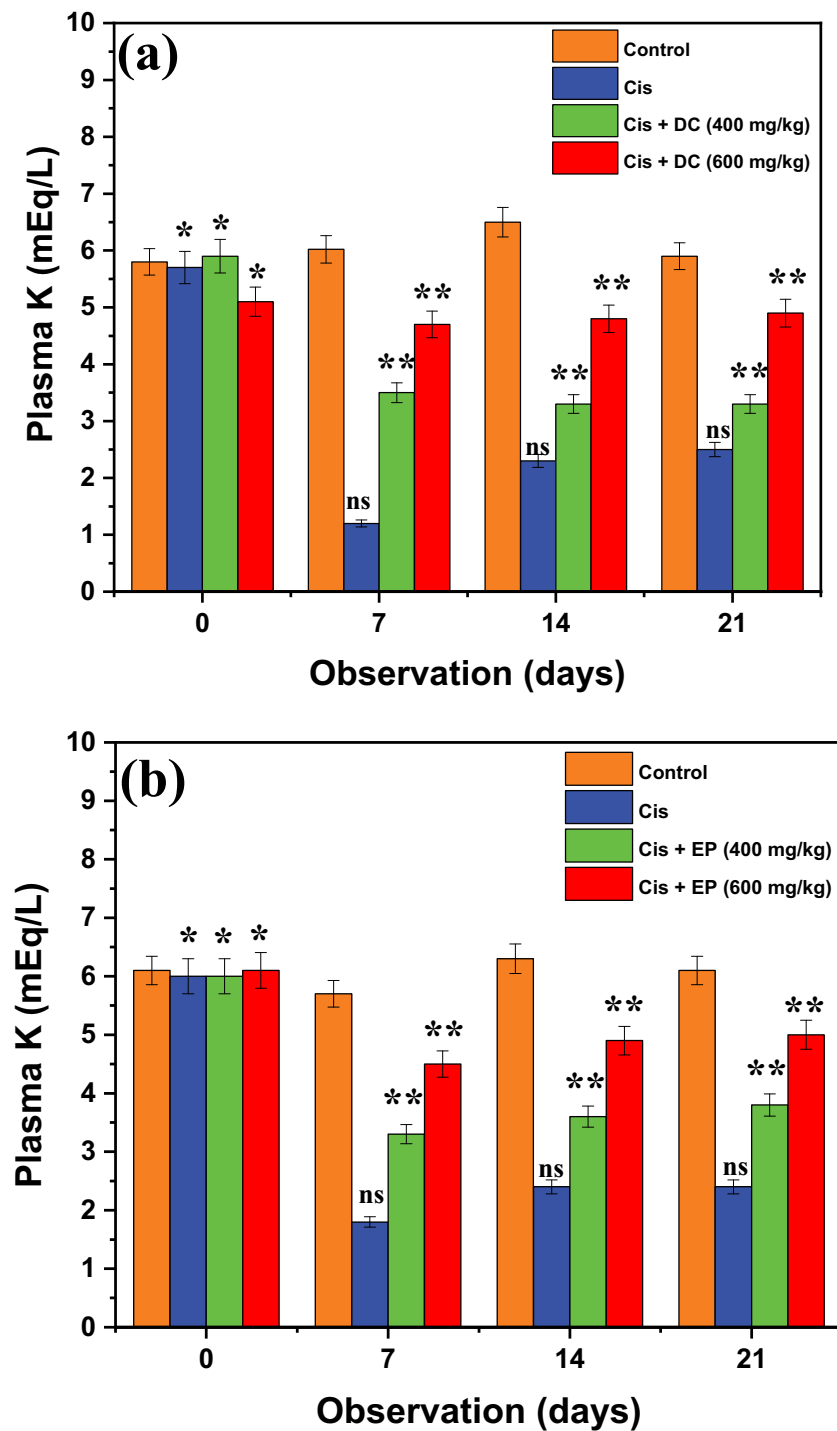 (a)
Control
Cis
Cis + DC (400 mg/kg)
Cis + DC (600 mg/kg)
Plasma K (mEq/L)
10
9
8
7
6
5
4
3
2
1
0
* * *
ns ** **
ns ** **
ns ** **
0 7 14 21
Observation (days)
(b)
Control
Cis
Cis + EP (400 mg/kg)
Cis + EP (600 mg/kg)
Plasma K (mEq/L)
10
9
8
7
6
5
4
3
2
1
0
* * *
ns ** **
ns ** **
ns ** **
0 7 14 21
Observation (days)